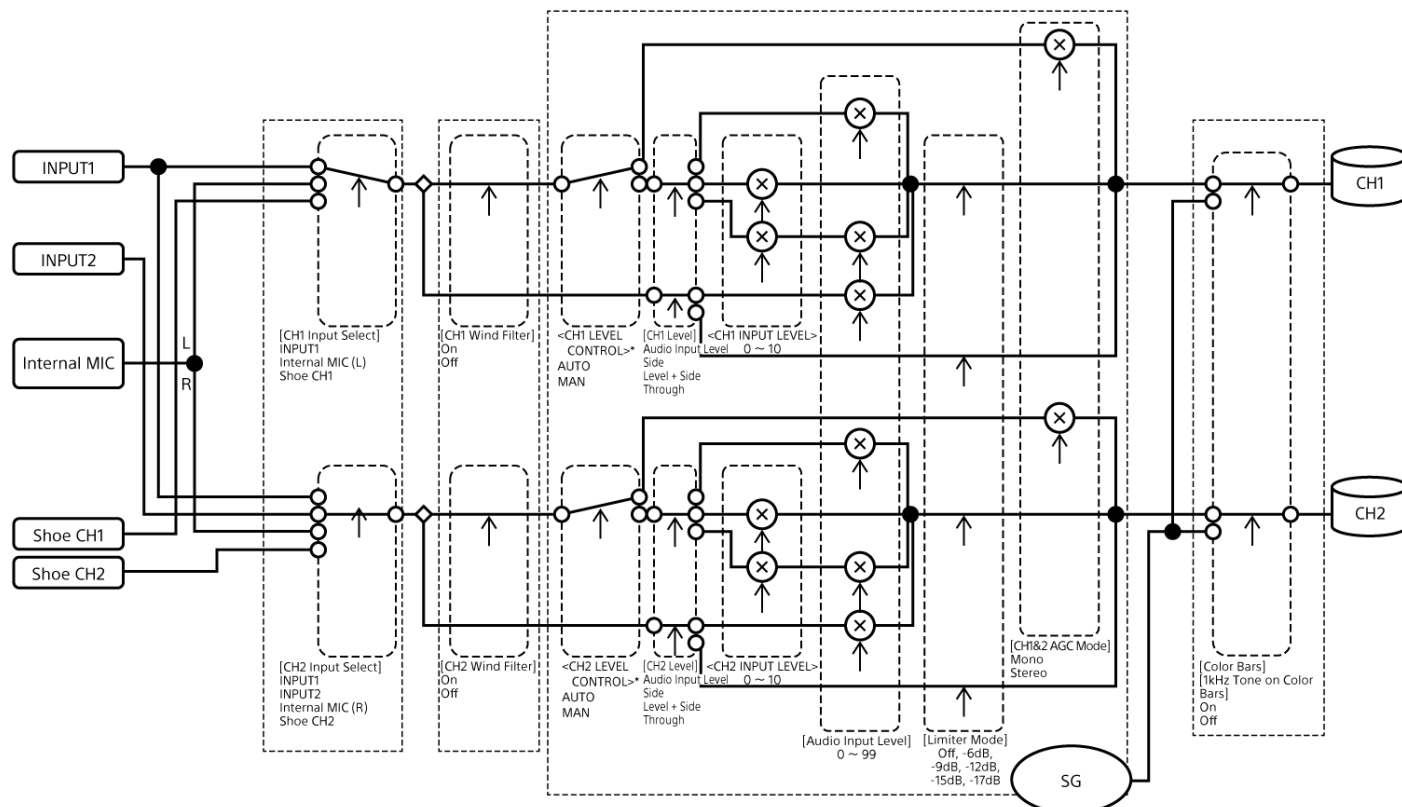 INPUT1
INPUT2
Internal MIC
L
R
Shoe CH1
Shoe CH2
[CH1 Input Select]
INPUT1
Internal MIC (L)
Shoe CH1
[CH1 Wind Filter]
On
Off
<CH1 LEVEL
CONTROL>*
AUTO
MAN
[CH1 Level]
Audio Input Level
Side
Level + Side
Through
<CH1 INPUT LEVEL>
0 ~ 10
CH1
[CH2 Input Select]
INPUT1
INPUT2
Internal MIC (R)
Shoe CH2
[CH2 Wind Filter]
On
Off
<CH2 LEVEL
CONTROL>*
AUTO
MAN
[CH2 Level]
Audio Input Level
Side
Level + Side
Through
<CH2 INPUT LEVEL>
0 ~ 10
[Audio Input Level]
0 ~ 99
[Limiter Mode]
Off, -6dB,
-9dB, -12dB,
-15dB, -17dB
[CH1&2 AGC Mode]
Mono
Stereo
SG
[Color Bars]
[1kHz Tone on Color
Bars]
On
Off
CH2